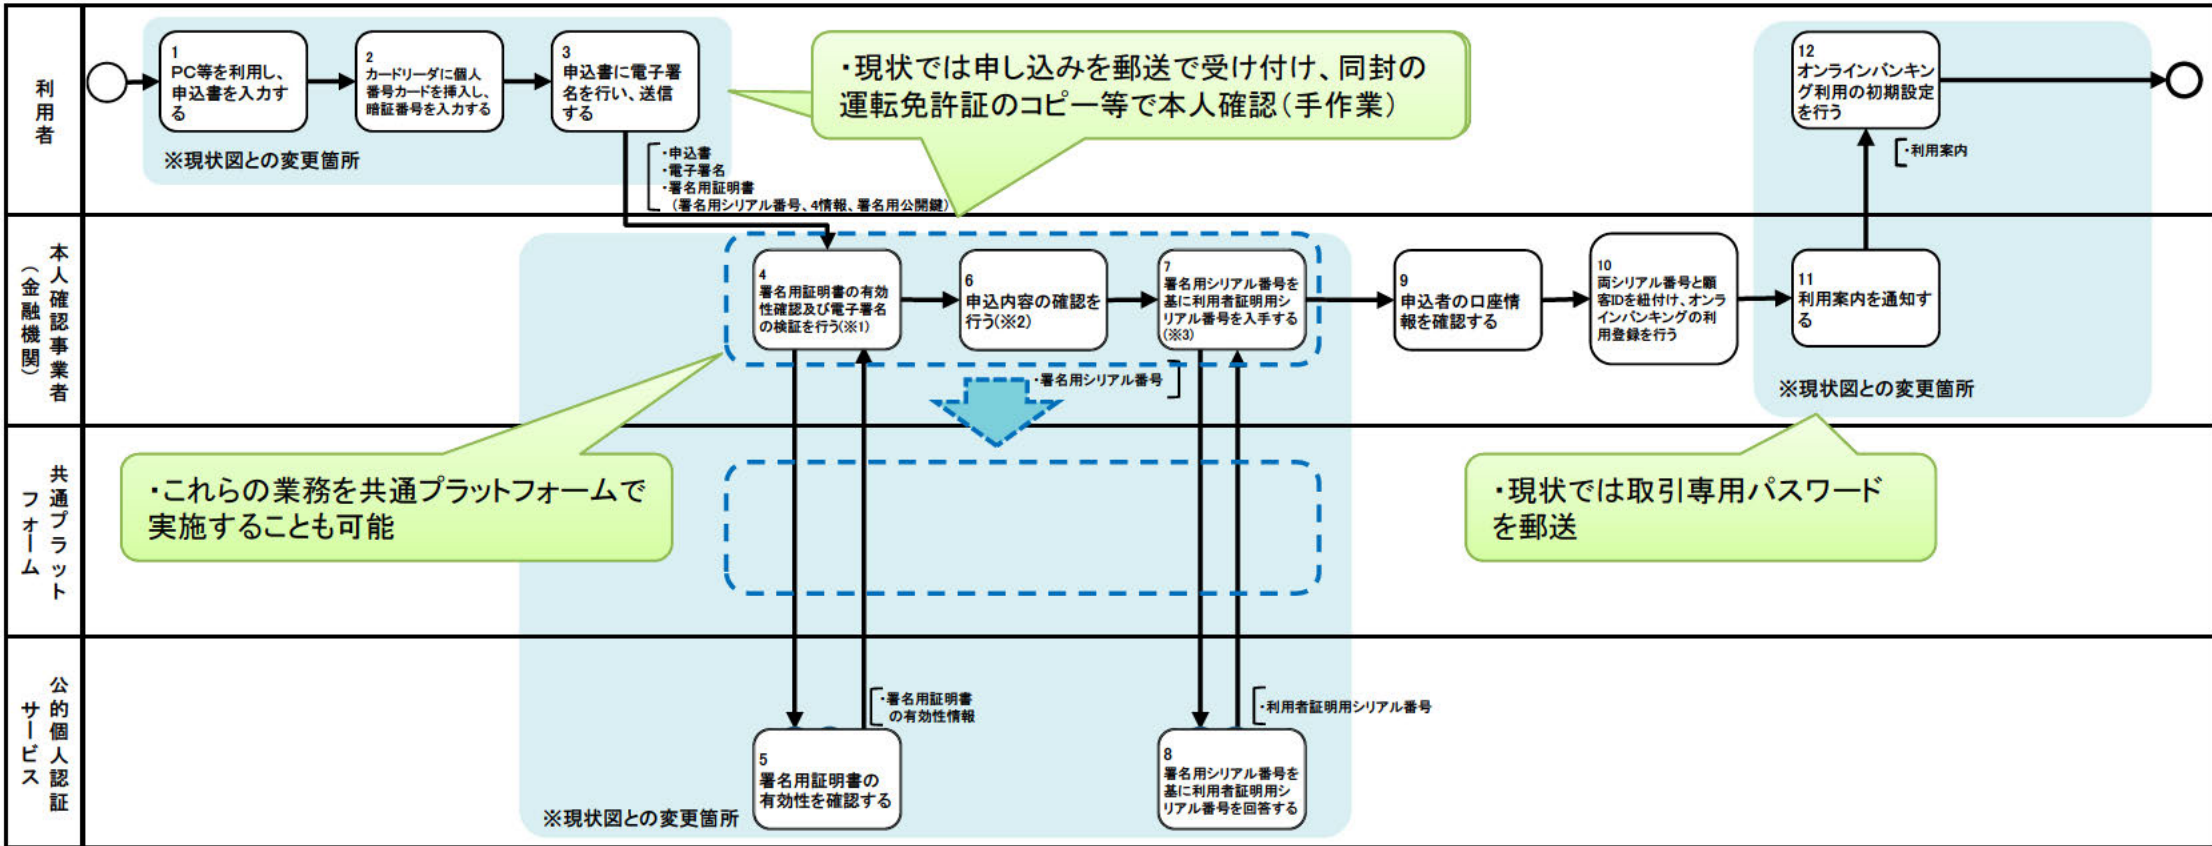 利用者
1
PC等を利用し、
申込書を入力す
る
2
カードリーダに個人
番号カードを挿入し、
暗証番号を入力する
3
申込書に電子署
名を行い、送信
する
※現状図との変更箇所
・申込書
・電子署名
・署名用証明書
（署名用シリアル番号、4情報、署名用公開鍵）
・現状では申し込みを郵送で受け付け、同封の
運転免許証のコピー等で本人確認（手作業）
12
オンラインバンキン
グ利用の初期設定
を行う
・利用案内
本人確認事業者
（金融機関）
4
署名用証明書の有効
性確認及び電子署名
の検証を行う(※1)
6
申込内容の確認を
行う(※2)
7
署名用シリアル番号を
基に利用者証明用シ
リアル番号を入手する
(※3)
9
申込者の口座情
報を確認する
10
両シリアル番号と顧
客IDを紐付け、オンラ
インバンキングの利
用登録を行う
11
利用案内を通知す
る
・署名用シリアル番号
※現状図との変更箇所
共通プラット
フォーム
・これらの業務を共通プラットフォームで
実施することも可能
・現状では取引専用パスワード
を郵送
公的個人認証
サービス
・署名用証明書
の有効性情報
・利用者証明用シリアル番号
5
署名用証明書の
有効性を確認する
8
署名用シリアル番号を
基に利用者証明用シ
リアル番号を回答する
※現状図との変更箇所